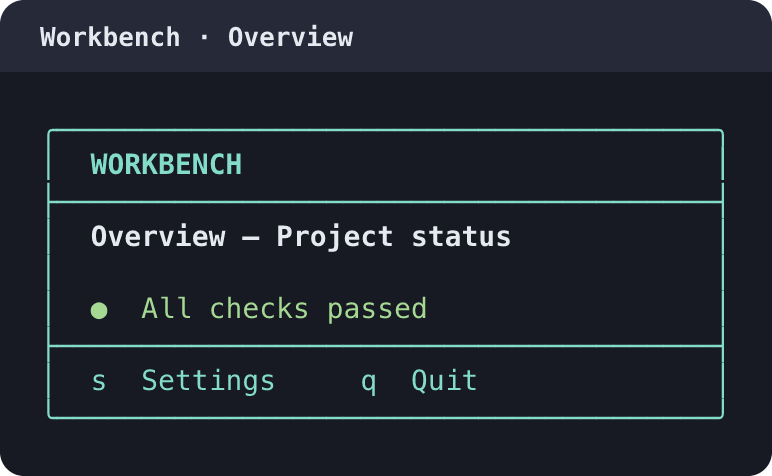 Workbench · Overview
WORKBENCH
Overview — Project status
● All checks passed
s Settings q Quit